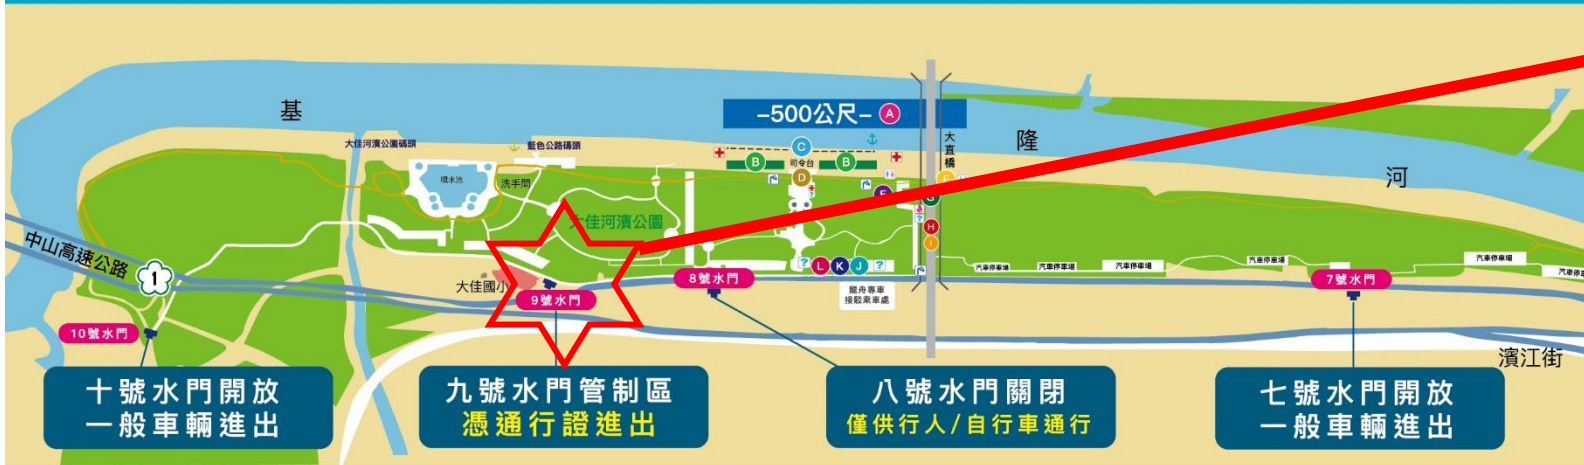 基
隆
河
–500公尺– A
大直橋
大佳河濱公園碼頭
藍色公路碼頭
C
B
司令台
B
D
噴水池
洗手間
E
F
G
H
I
大佳河濱公園
中山高速公路
1
大佳國小
9號水門
8號水門
?
L K J
?
?
?
龍舟專車
接駁乘車處
汽車停車場
汽車停車場
汽車停車場
汽車停車場
汽車停車場
7號水門
10號水門
濱江街
十號水門開放
一般車輛進出
九號水門管制區
憑通行證進出
八號水門關閉
僅供行人/自行車通行
七號水門開放
一般車輛進出